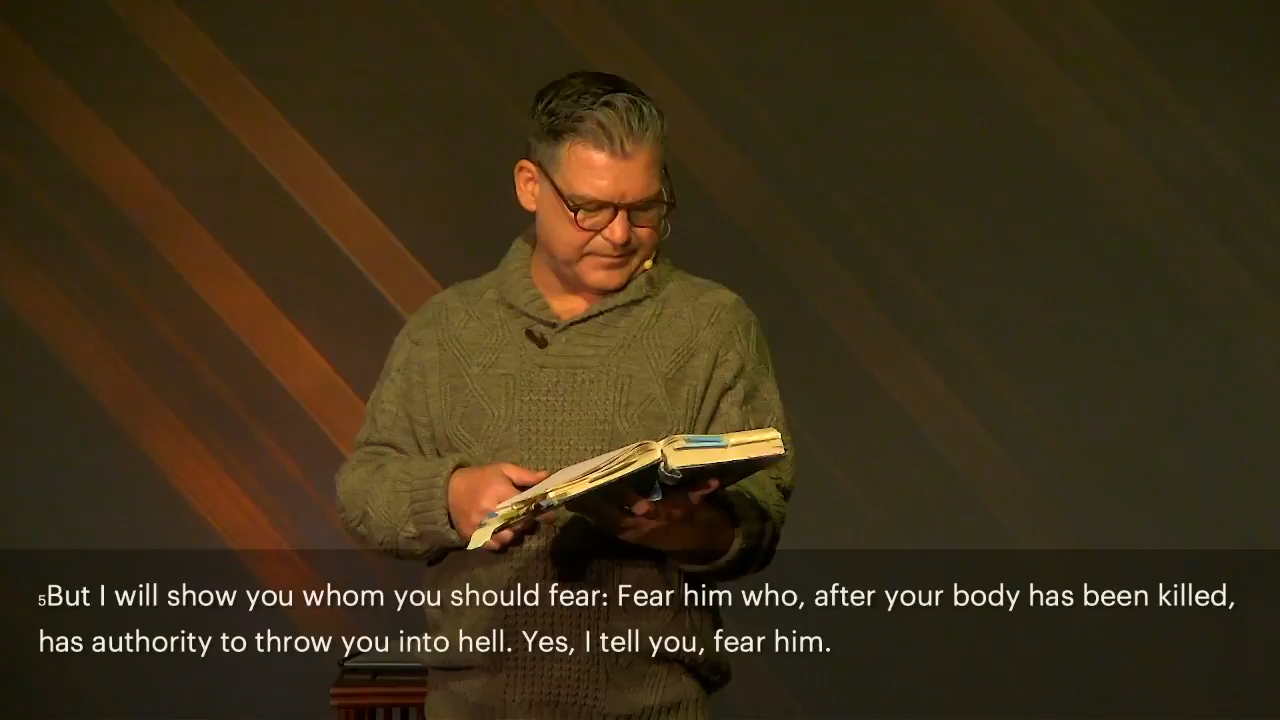 5But I will show you whom you should fear: Fear him who, after your body has been killed,
has authority to throw you into hell. Yes, I tell you, fear him.